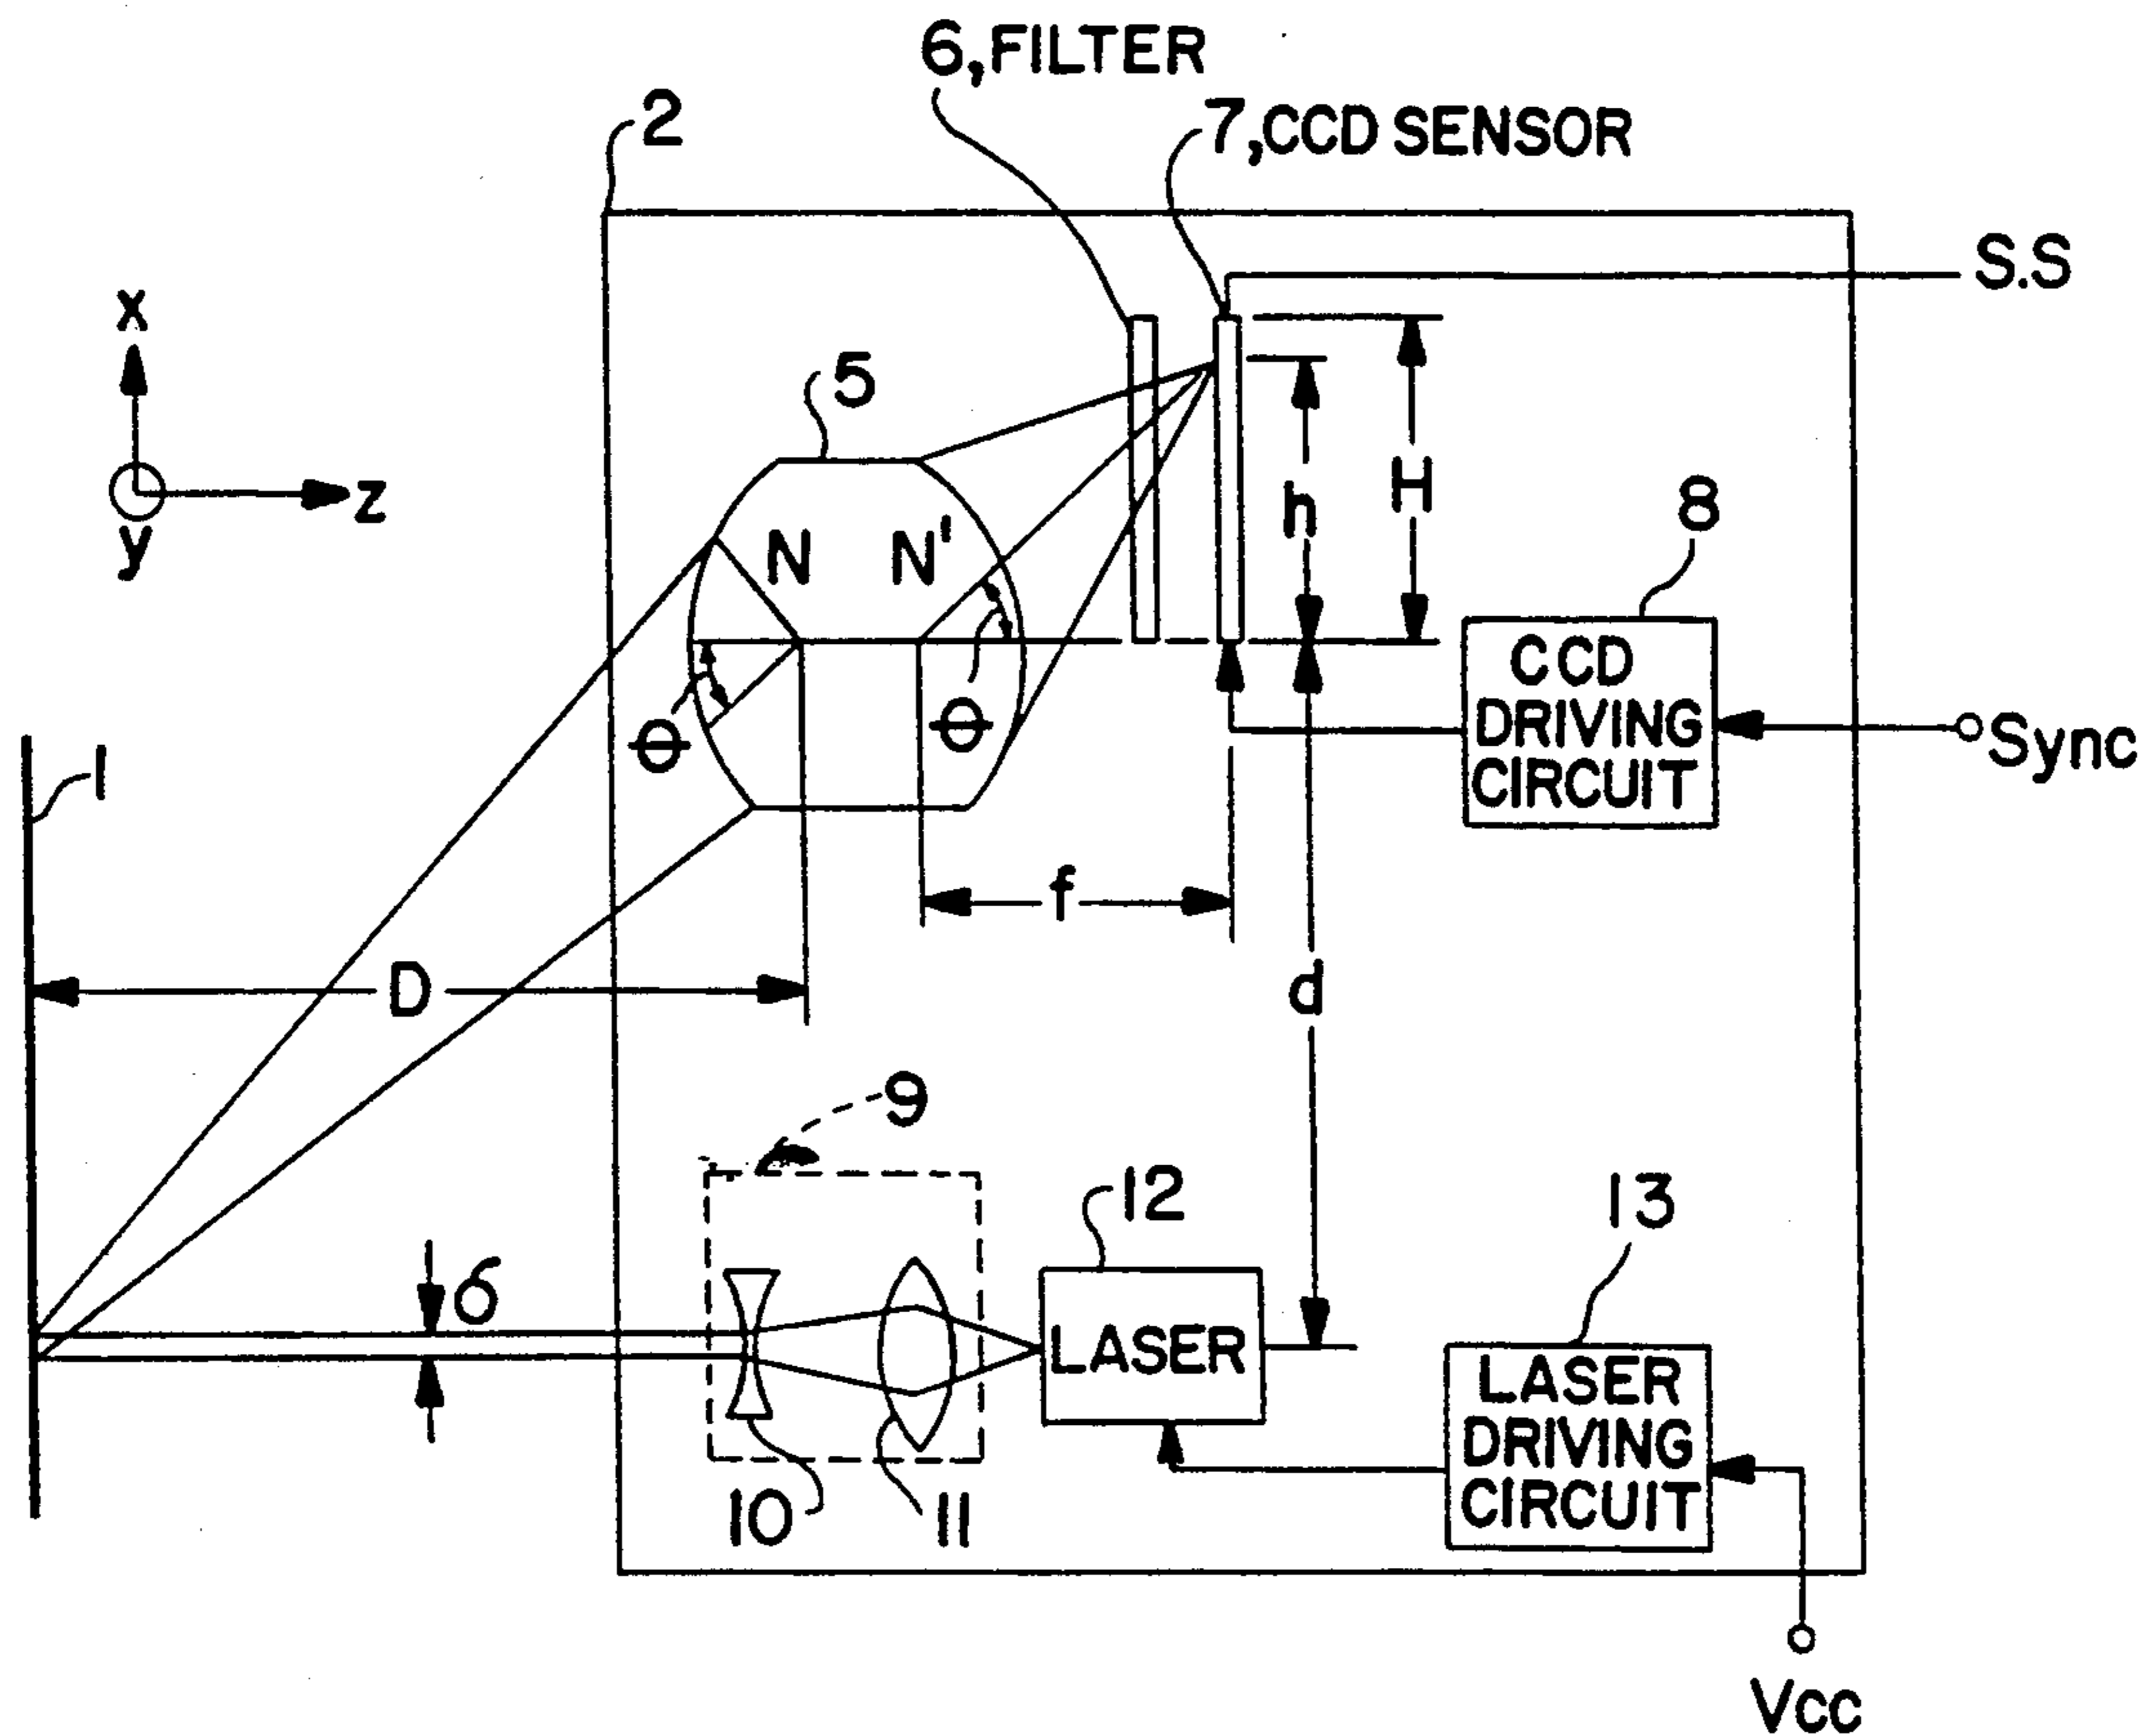 6,FILTER
2
7,CCD SENSOR
S.S
x
5
z
y
N
N'
h
H
8
θ
θ
CCD
DRIVING
CIRCUIT
Sync
1
f
D
d
9
12
13
6
LASER
LASER
DRIVING
CIRCUIT
10
11
Vcc